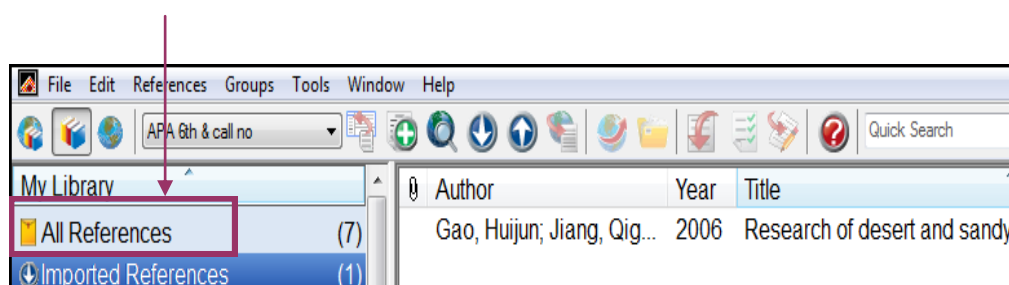 File Edit References Groups Tools Window Help
APA 6th & call no Quick Search
My Library Author Year Title
All References (7) Gao, Huijun; Jiang, Qig... 2006 Research of desert and sandy
Imported References (1)